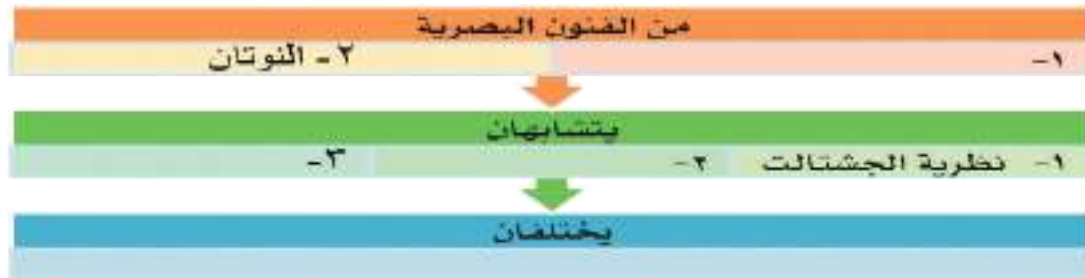 من الفنون البصرية
١- ٢- النوتان
يتشابهان
١- نظرية الجشتالت ٢- ٣-
يختلفان